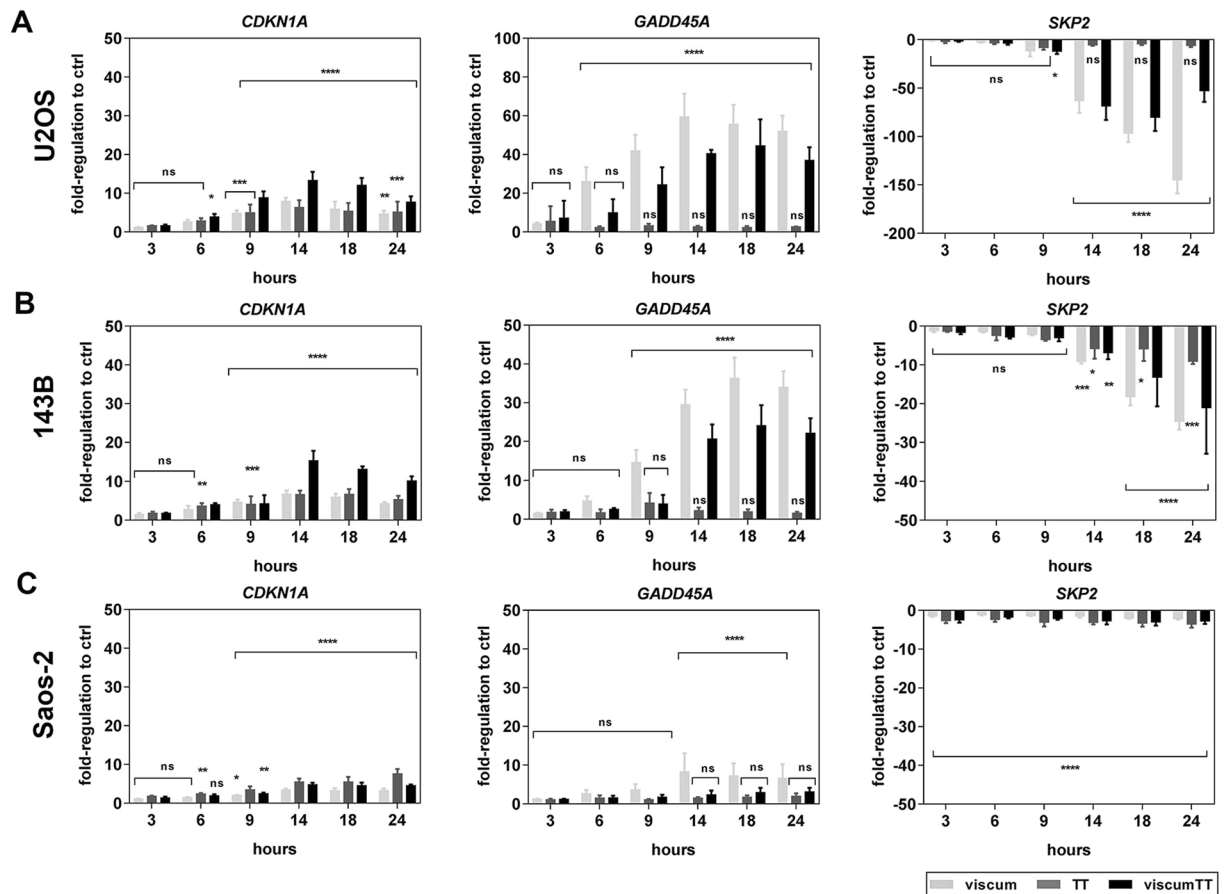 A
U2OS
CDKN1A
fold-regulation to ctrl
50
40
30
20
10
0
ns
*
***
****
**
***
3 6 9 14 18 24
hours
GADD45A
fold-regulation to ctrl
100
80
60
40
20
0
****
ns
ns
ns
ns
ns
ns
3 6 9 14 18 24
hours
SKP2
fold-regulation to ctrl
0
-50
-100
-150
-200
ns
*
ns
ns
ns
****
3 6 9 14 18 24
hours
B
143B
CDKN1A
fold-regulation to ctrl
50
40
30
20
10
0
ns
**
***
****
3 6 9 14 18 24
hours
GADD45A
fold-regulation to ctrl
50
40
30
20
10
0
****
ns
ns
ns
ns
ns
3 6 9 14 18 24
hours
SKP2
fold-regulation to ctrl
0
-10
-20
-30
-40
-50
ns
***
*
**
*
***
****
3 6 9 14 18 24
hours
C
Saos-2
CDKN1A
fold-regulation to ctrl
50
40
30
20
10
0
ns
**
ns
*
**
****
3 6 9 14 18 24
hours
GADD45A
fold-regulation to ctrl
50
40
30
20
10
0
ns
****
ns
ns
ns
3 6 9 14 18 24
hours
SKP2
fold-regulation to ctrl
0
-10
-20
-30
-40
-50
****
3 6 9 14 18 24
hours
viscum TT viscumTT